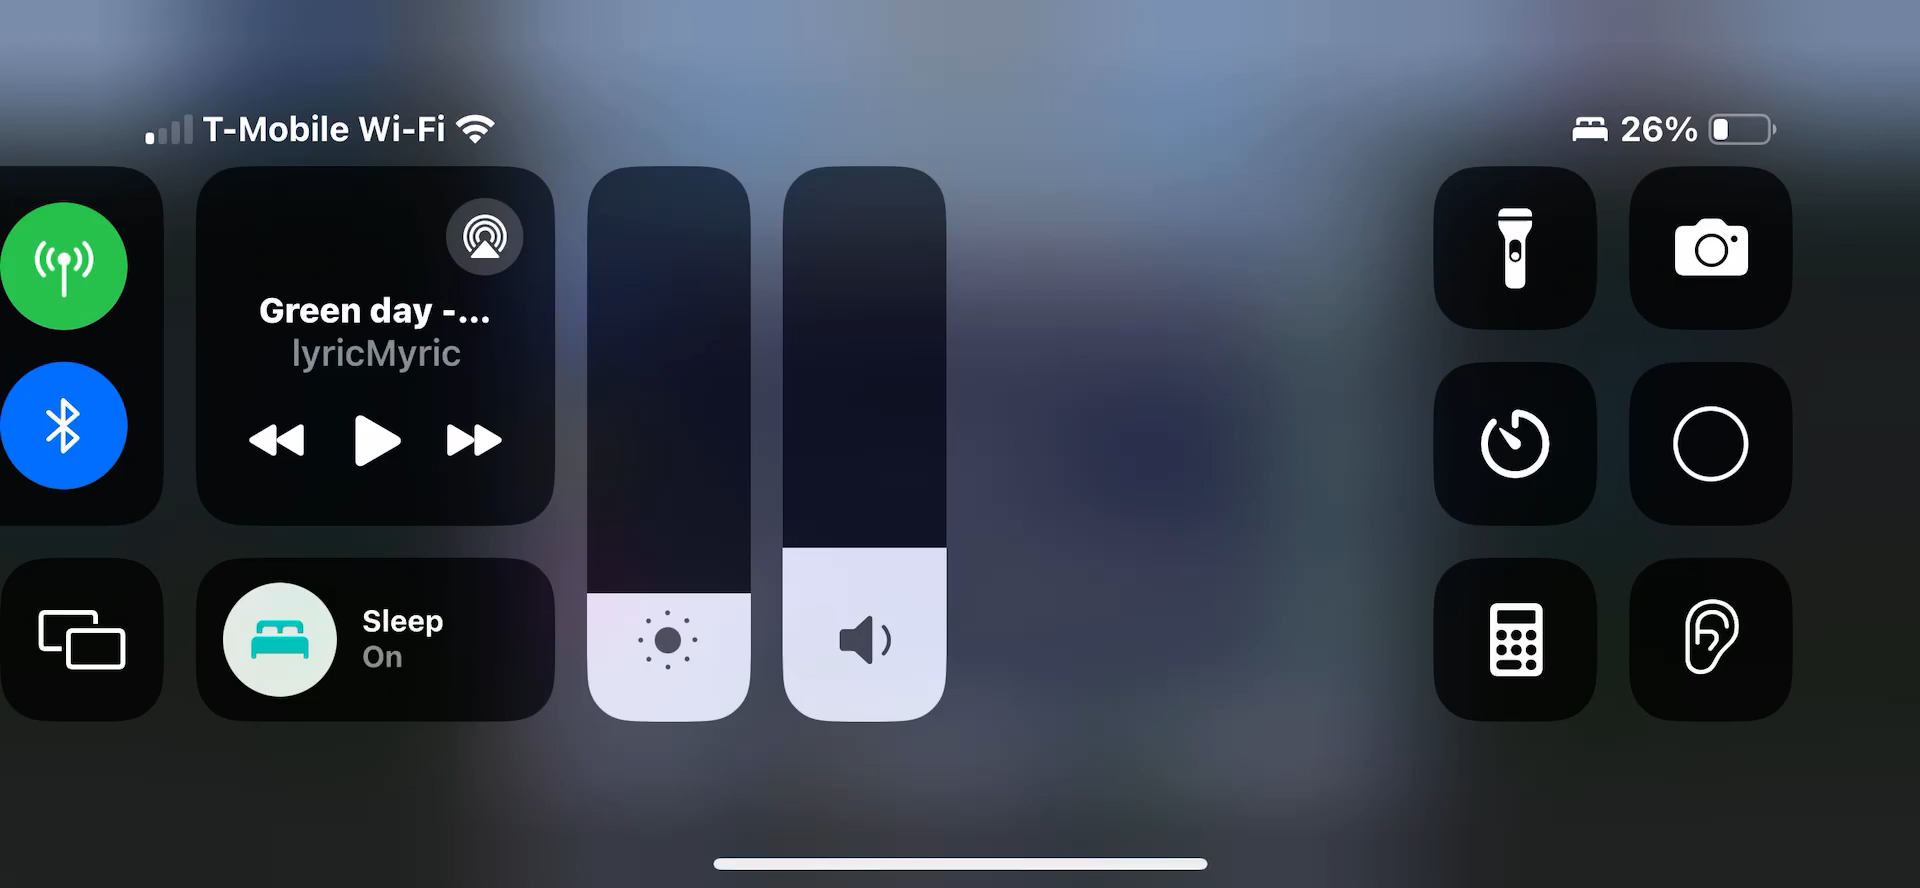 T-Mobile Wi-Fi
26%
Green day -...
lyricMyric
Sleep
On